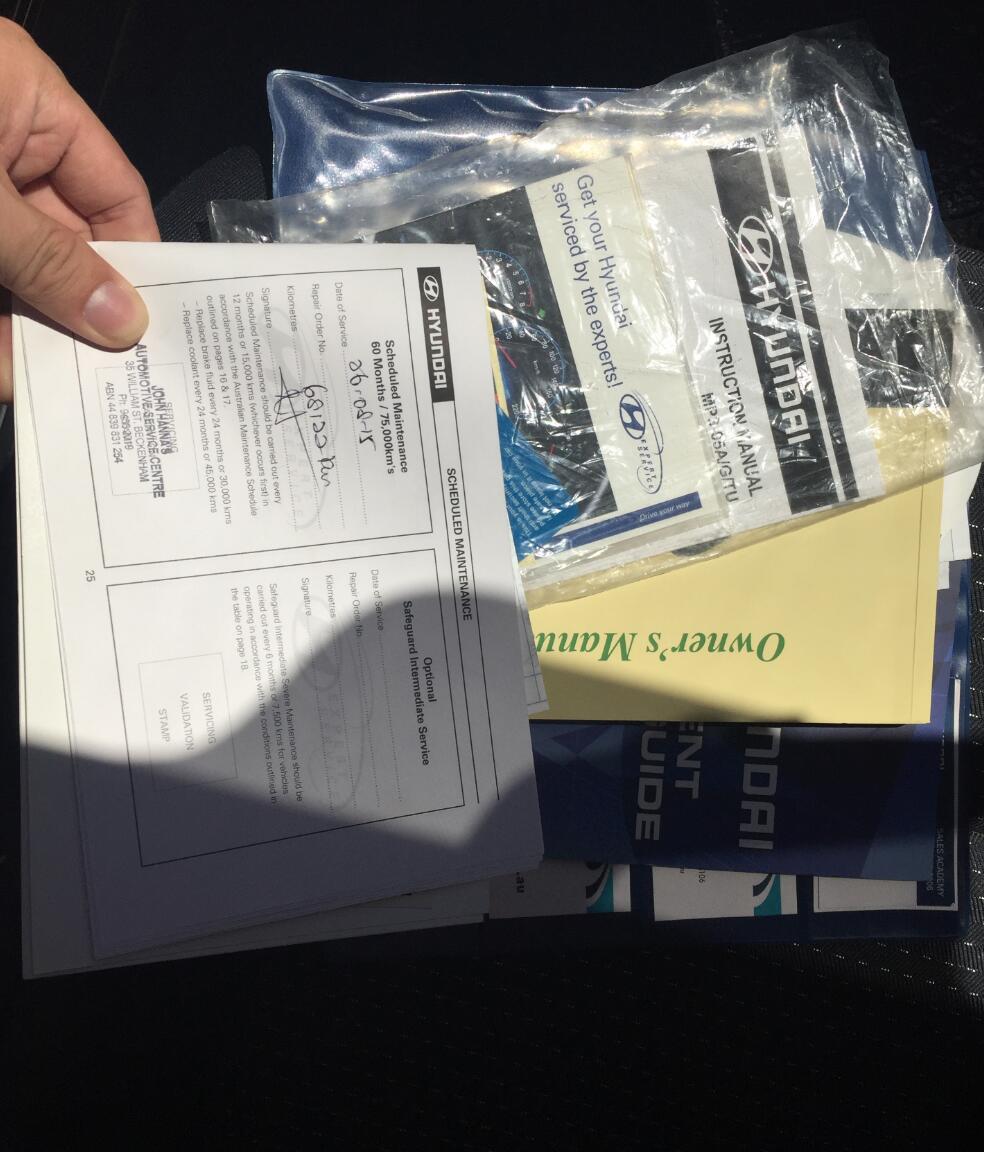 HYUNDAI
SCHEDULED MAINTENANCE
Scheduled Maintenance
60 Months / 75,000km's
Date of Service
Repair Order No.
Kilometres
Signature
Scheduled Maintenance should be carried out every
12 months or 15,000 kms (whichever occurs first) in
accordance with the Australian Maintenance Schedule
outlined on pages 16 & 17.
– Replace brake fluid every 24 months or 30,000 kms
– Replace coolant every 24 months or 45,000 kms
SERVICING
JOHN HANNA'S
AUTOMOTIVE SERVICE CENTRE
35 WILLIAM ST, BECKENHAM
ABN 44 839 831 254
Optional
Safeguard Intermediate Service
Date of Service
Repair Order No.
Kilometres
Signature
Safeguard Intermediate Severe Maintenance should be
carried out every 6 months or 7,500 kms for vehicles
operating in accordance with the conditions outlined in
the table on page 18.
SERVICING
VALIDATION
STAMP
25
Get your Hyundai
serviced by the experts!
EXPERT
SERVICE
Drive your way
HYUNDAI
INSTRUCTION MANUAL
Owner's Manu
NDAI
ENT
UIDE
SALES ACADEMY
.au